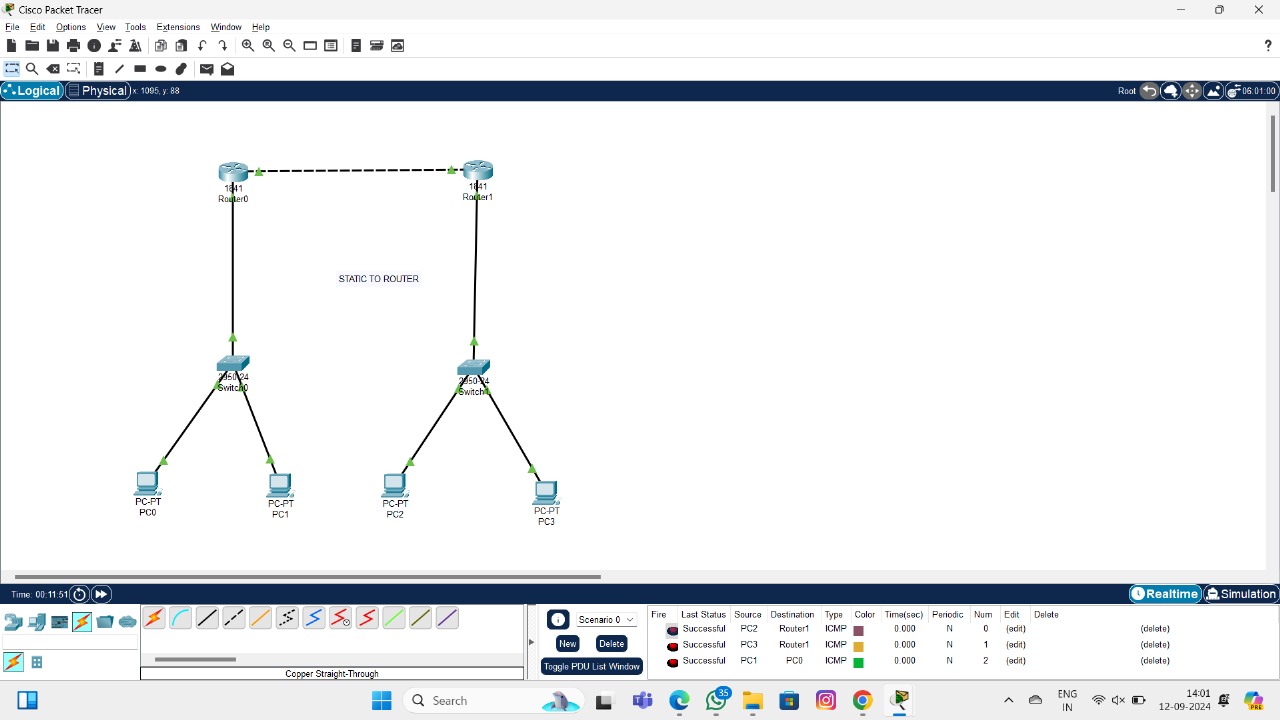 Cisco Packet Tracer
File Edit Options View Tools Extensions Window Help
?
Logical Physical x: 1095, y: 88 Root 06:01:00
1841
Router0
1841
Router1
STATIC TO ROUTER
2950-24
Switch0
2950-24
PC-PT
PC0
PC-PT
PC1
PC-PT
PC2
PC-PT
PC3
Time: 00:11:51 Realtime Simulation
Scenario 0
New Delete
Toggle PDU List Window
Fire Last Status Source Destination Type Color Time(sec) Periodic Num Edit Delete
Successful PC2 Router1 ICMP 0.000 N 0 (edit) (delete)
Successful PC3 Router1 ICMP 0.000 N 1 (edit) (delete)
Successful PC1 PC0 ICMP 0.000 N 2 (edit) (delete)
Copper Straight-Through
Search
35
ENG
IN
14:01
12-09-2024
PRE